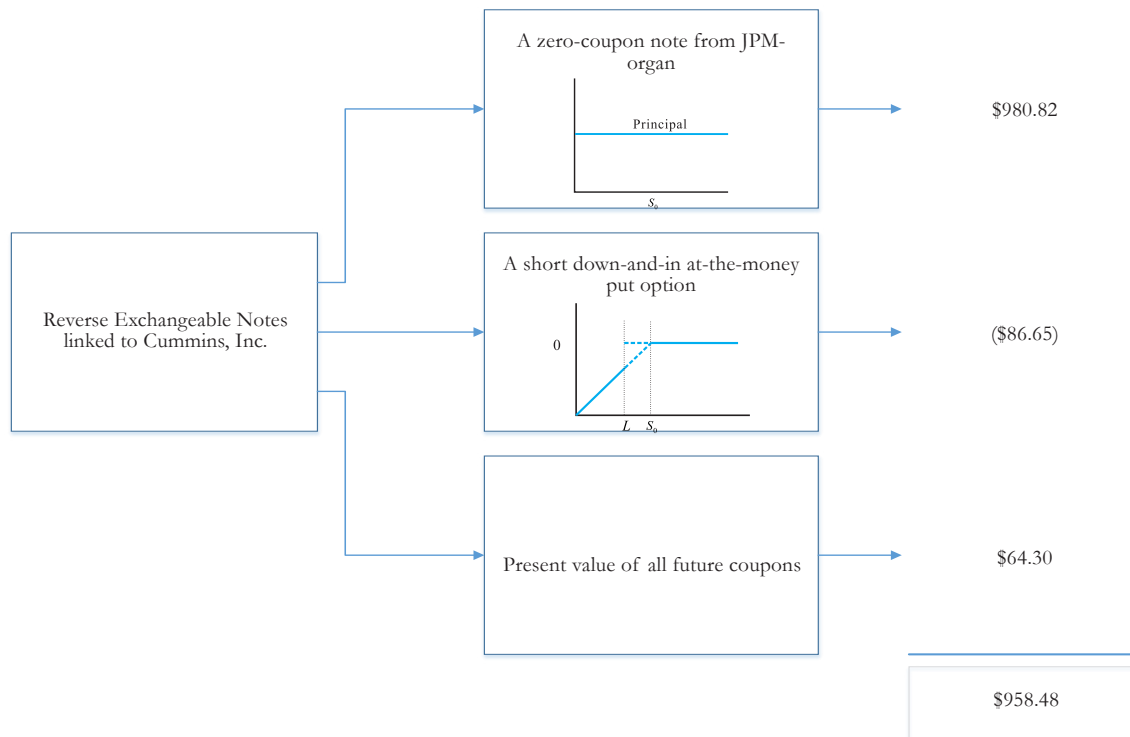 A zero-coupon note from JPM-
organ
Principal
S₀
$980.82
Reverse Exchangeable Notes
linked to Cummins, Inc.
A short down-and-in at-the-money
put option
0
L S₀
($86.65)
Present value of all future coupons
$64.30
$958.48